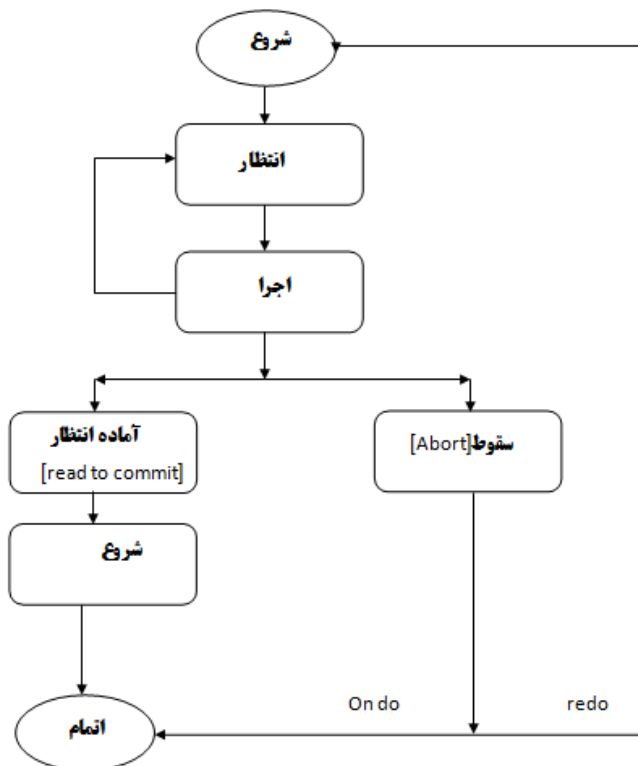 شروع
انتظار
اجرا
آماده انتظار
[read to commit]
سقوط[Abort]
شروع
On do
redo
اتمام